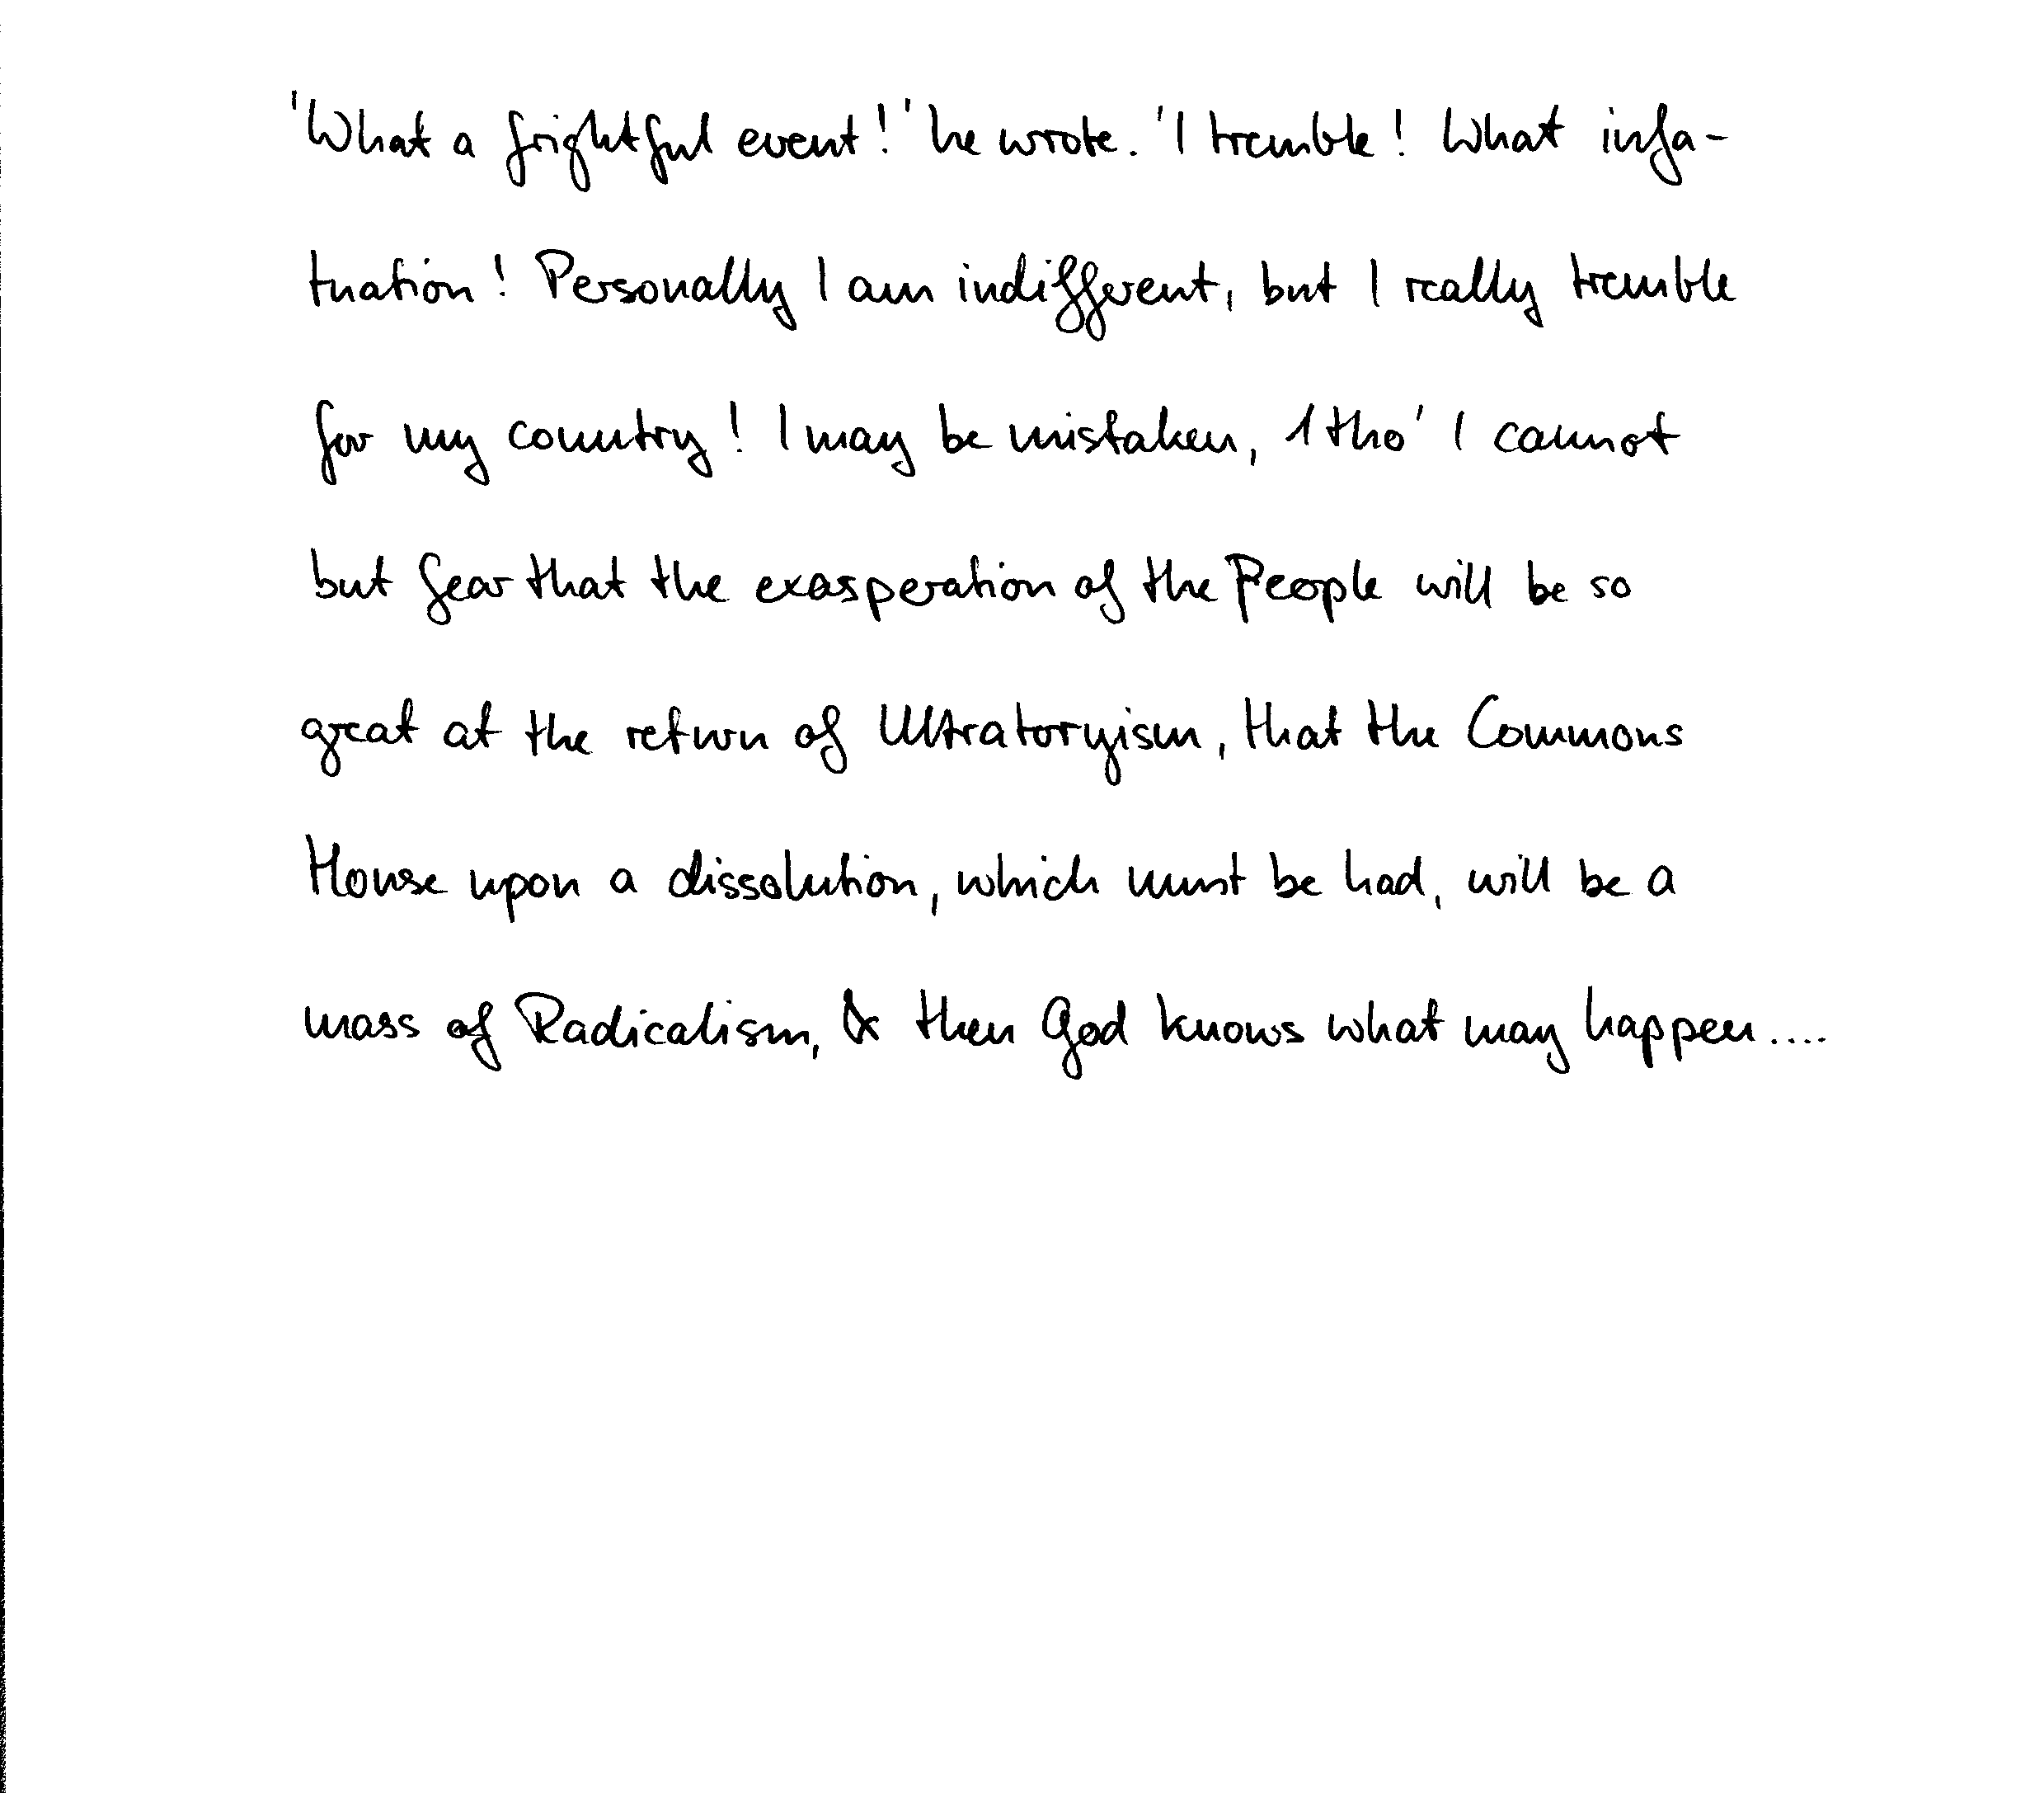 'What a frightful event!' he wrote. 'I tremble! What infa-
tuation! Personally I am indifferent, but I really tremble
for my country! I may be mistaken, 1 tho' I cannot
but fear that the exasperation of the People will be so
great at the return of Ultratoryism, that the Commons
House upon a dissolution, which must be had, will be a
mass of Radicalism, & then God knows what may happen....